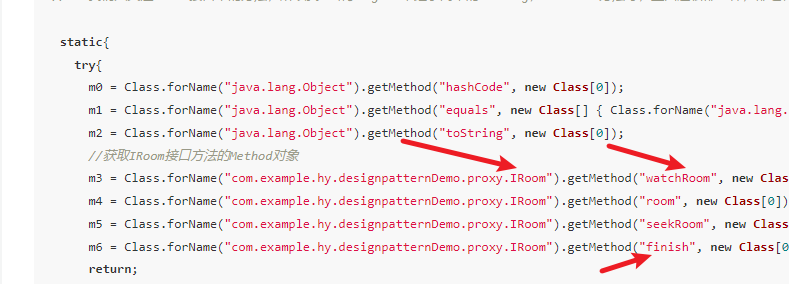 static{
try{
m0 = Class.forName("java.lang.Object").getMethod("hashCode", new Class[0]);
m1 = Class.forName("java.lang.Object").getMethod("equals", new Class[] { Class.forName("java.lang.
m2 = Class.forName("java.lang.Object").getMethod("toString", new Class[0]);
//获取IRoom接口方法的Method对象
m3 = Class.forName("com.example.hy.designpatternDemo.proxy.IRoom").getMethod("watchRoom", new Clas
m4 = Class.forName("com.example.hy.designpatternDemo.proxy.IRoom").getMethod("room", new Class[0])
m5 = Class.forName("com.example.hy.designpatternDemo.proxy.IRoom").getMethod("seekRoom", new Class
m6 = Class.forName("com.example.hy.designpatternDemo.proxy.IRoom").getMethod("finish", new Class[0
return;